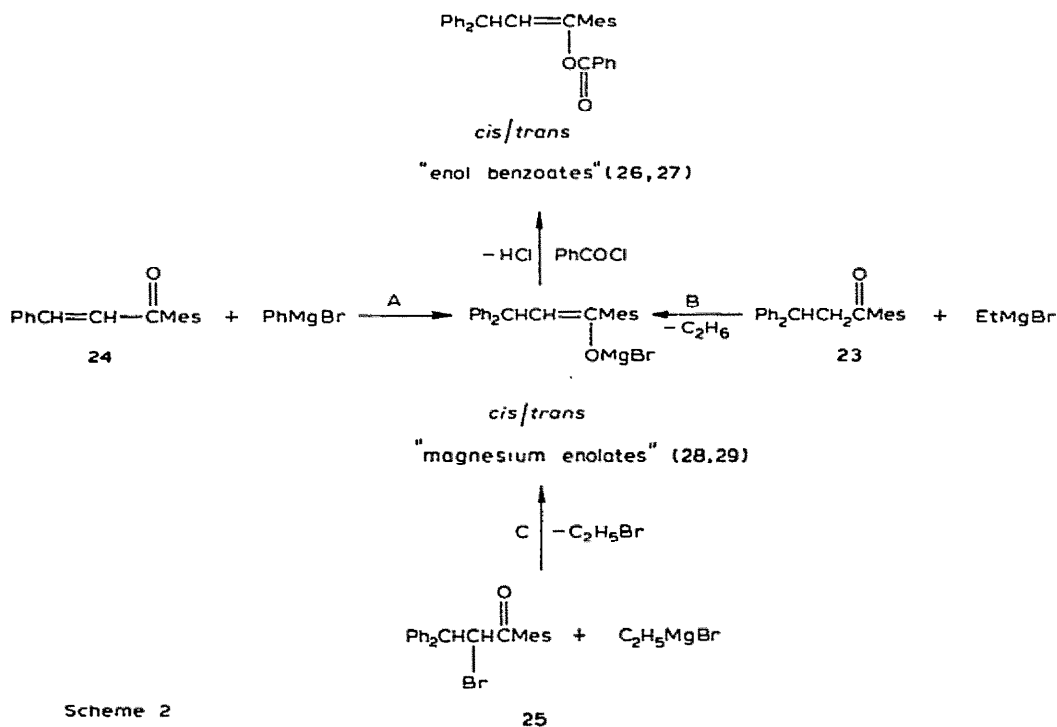 Ph₂CHCH=CMes
OCPh
O
cis/trans
"enol benzoates" (26,27)
−HCl PhCOCl
O O
PhCH=CH−CMes + PhMgBr A Ph₂CHCH=CMes B Ph₂CHCH₂CMes + EtMgBr
−C₂H₆
24 OMgBr 23
cis/trans
"magnesium enolates" (28,29)
C −C₂H₅Br
O
Ph₂CHCHCMes + C₂H₅MgBr
Br
Scheme 2 25